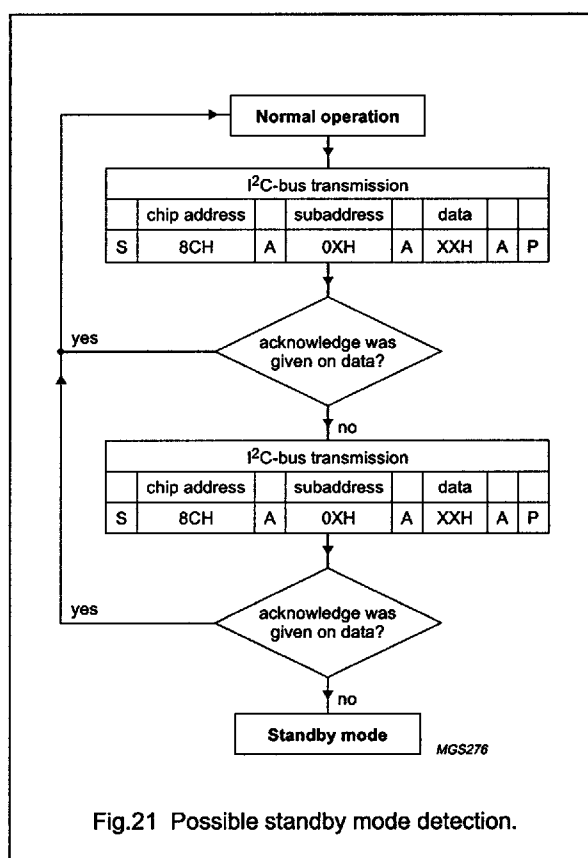 Normal operation
I²C-bus transmission
chip address subaddress data
S 8CH A 0XH A XXH A P
yes
acknowledge was
given on data?
no
I²C-bus transmission
chip address subaddress data
S 8CH A 0XH A XXH A P
yes
acknowledge was
given on data?
no
Standby mode
MGS276
Fig.21 Possible standby mode detection.